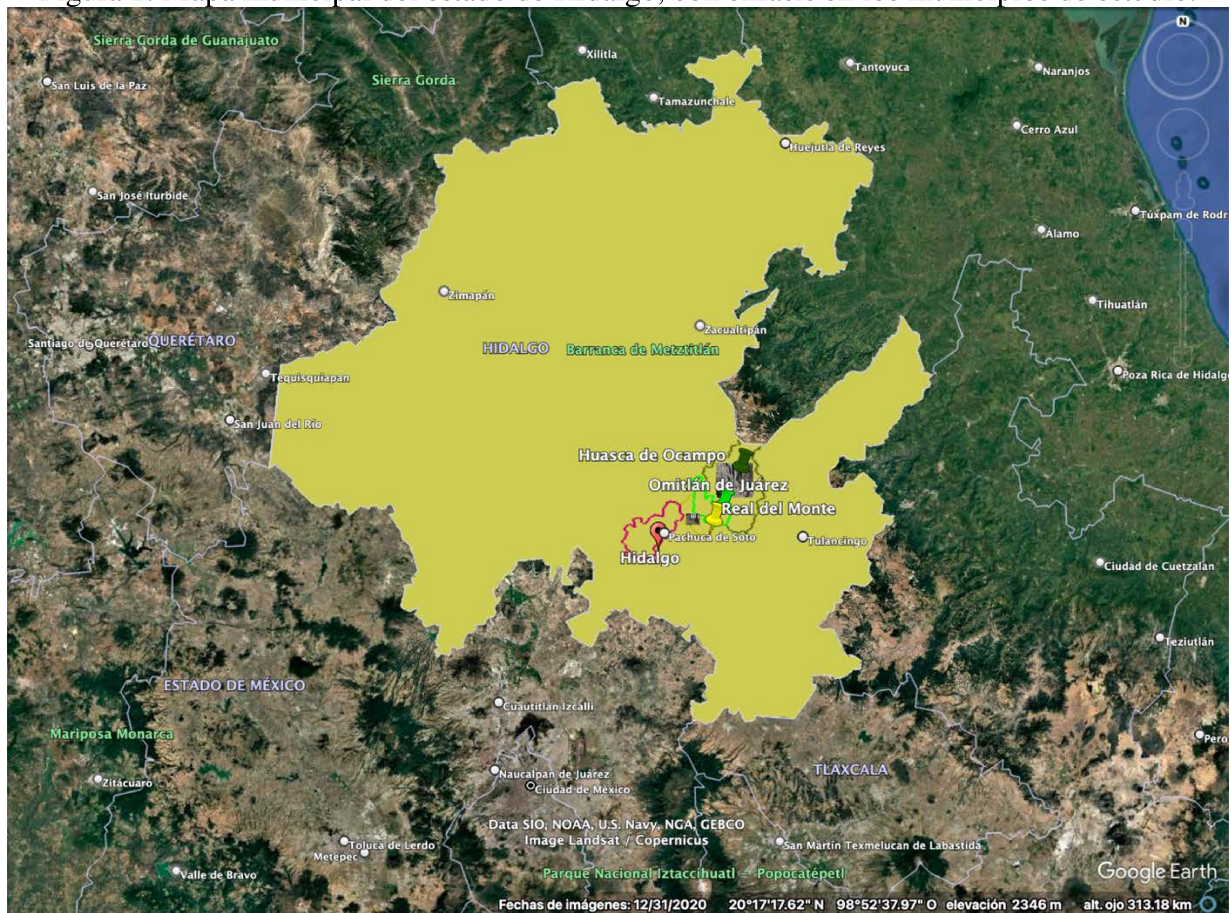 N
Sierra Gorda de Guanajuato
Xilitla
Tantoyuca
Naranjos
San Luis de la Paz
Sierra Gorda
Tamazunchale
Cerro Azul
Huejutla de Reyes
San José Iturbide
Túxpam de Rodr
Álamo
Zimapán
Tihuatlán
Zacualtipán
Santiago de Querétaro
QUERÉTARO
HIDALGO
Barranca de Metztitlán
Tequisquiapan
Poza Rica de Hidalgo
San Juan del Río
Huasca de Ocampo
Omitlán de Juárez
Real del Monte
Pachuca de Soto
Tulancingo
Hidalgo
Ciudad de Cuetzalan
Teziutlán
ESTADO DE MÉXICO
Cuautitlan Izcalli
Mariposa Monarca
Pero
Naucalpan de Juárez
TLAXCALA
Zitácuaro
Ciudad de México
Data SIO, NOAA, U.S. Navy, NGA, GEBCO
Image Landsat / Copernicus
Toluca de Lerdo
San Martín Texmelucan de Labastida
Metepec
Valle de Bravo
Parque Nacional Iztaccíhuatl - Popocatépetl
Google Earth
Fechas de imágenes: 12/31/2020 20°17'17.62" N 98°52'37.97" O elevación 2346 m alt. ojo 313.18 km